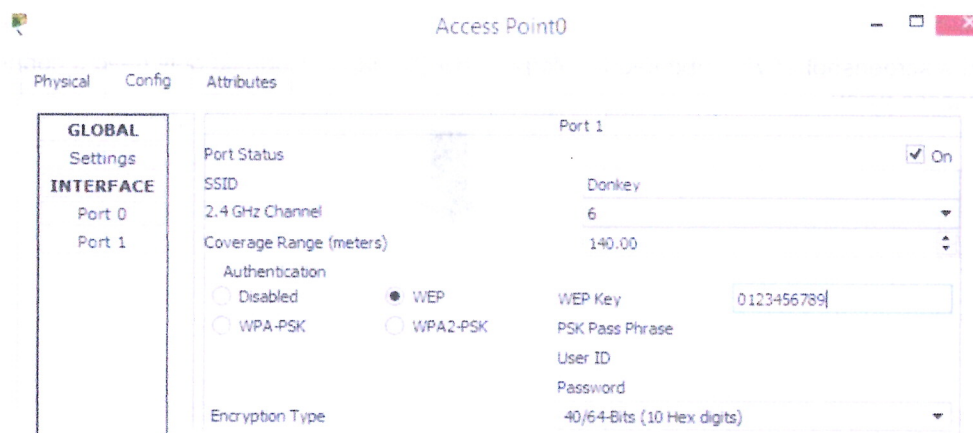 Access Point0
Physical Config Attributes
GLOBAL
Settings
INTERFACE
Port 0
Port 1
Port 1
Port Status On
SSID Donkey
2.4 GHz Channel 6
Coverage Range (meters) 140.00
Authentication
Disabled WEP WEP Key 0123456789
WPA-PSK WPA2-PSK PSK Pass Phrase
User ID
Password
Encryption Type 40/64-Bits (10 Hex digits)